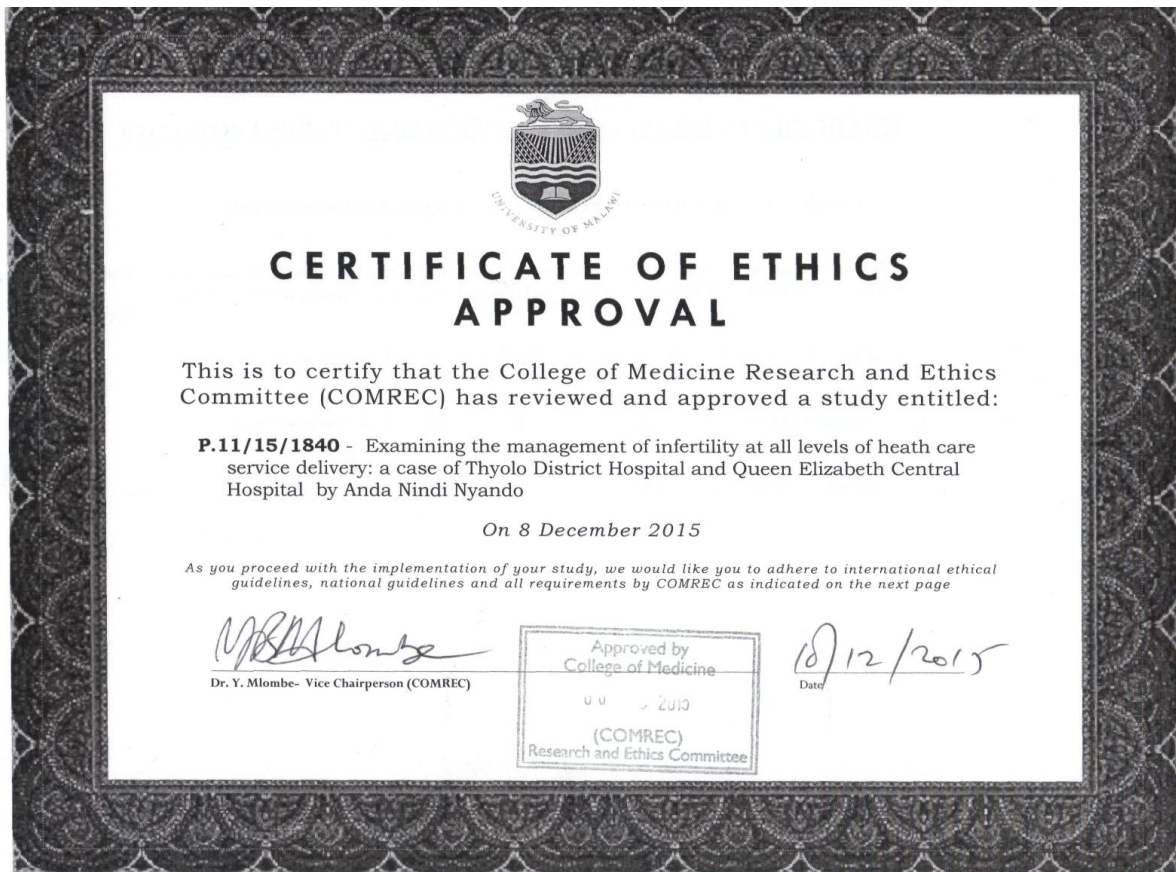 UNIVERSITY OF MALAWI
CERTIFICATE OF ETHICS
APPROVAL
This is to certify that the College of Medicine Research and Ethics
Committee (COMREC) has reviewed and approved a study entitled:
P.11/15/1840 - Examining the management of infertility at all levels of heath care
service delivery: a case of Thyolo District Hospital and Queen Elizabeth Central
Hospital by Anda Nindi Nyando
On 8 December 2015
As you proceed with the implementation of your study, we would like you to adhere to international ethical
guidelines, national guidelines and all requirements by COMREC as indicated on the next page
Dr. Y. Mlombe- Vice Chairperson (COMREC)
Approved by
College of Medicine
(COMREC)
Research and Ethics Committee
/12/2015
Date